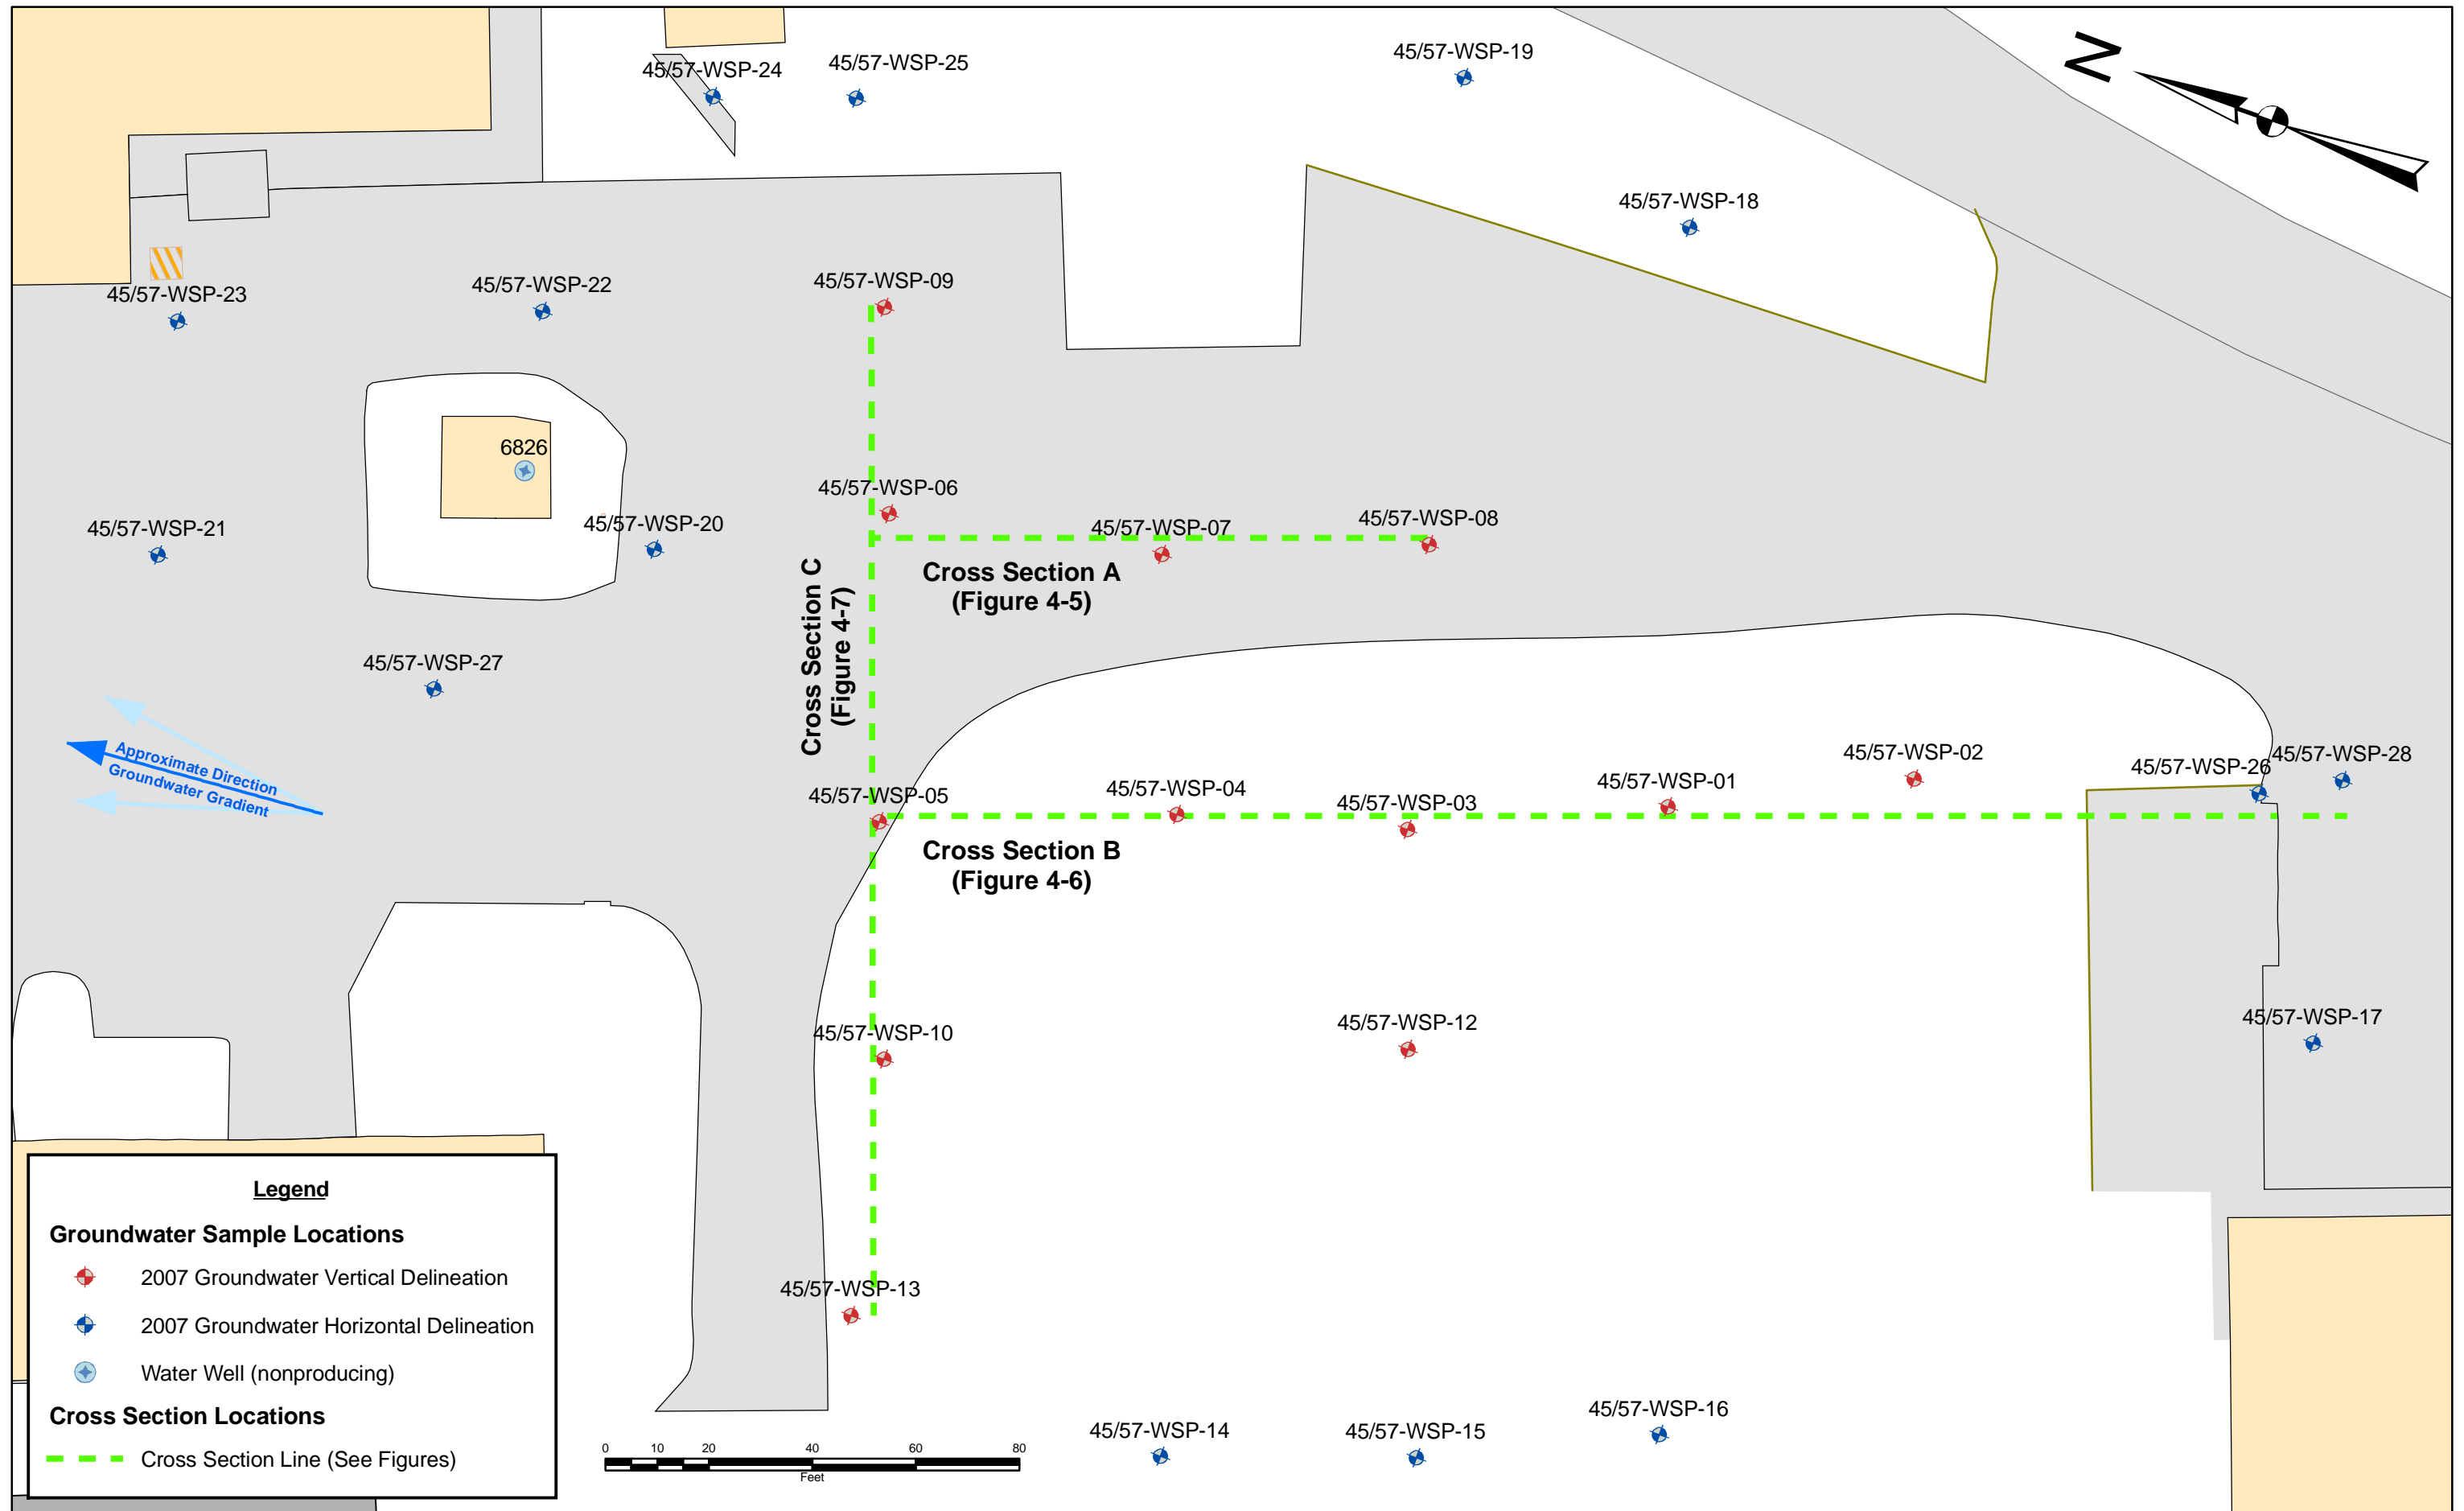 45/57-WSP-19
N
45/57-WSP-24
45/57-WSP-25
45/57-WSP-18
45/57-WSP-23
45/57-WSP-22
45/57-WSP-09
6826
45/57-WSP-06
45/57-WSP-21
45/57-WSP-20
45/57-WSP-07
45/57-WSP-08
Cross Section A
(Figure 4-5)
Cross Section C
(Figure 4-7)
45/57-WSP-27
Approximate Direction
Groundwater Gradient
45/57-WSP-05
45/57-WSP-04
45/57-WSP-03
45/57-WSP-01
45/57-WSP-02
45/57-WSP-26
45/57-WSP-28
Cross Section B
(Figure 4-6)
45/57-WSP-10
45/57-WSP-12
45/57-WSP-17
45/57-WSP-13
45/57-WSP-14
45/57-WSP-15
45/57-WSP-16
Legend
Groundwater Sample Locations
2007 Groundwater Vertical Delineation
2007 Groundwater Horizontal Delineation
Water Well (nonproducing)
Cross Section Locations
Cross Section Line (See Figures)
0 10 20 40 60 80
Feet